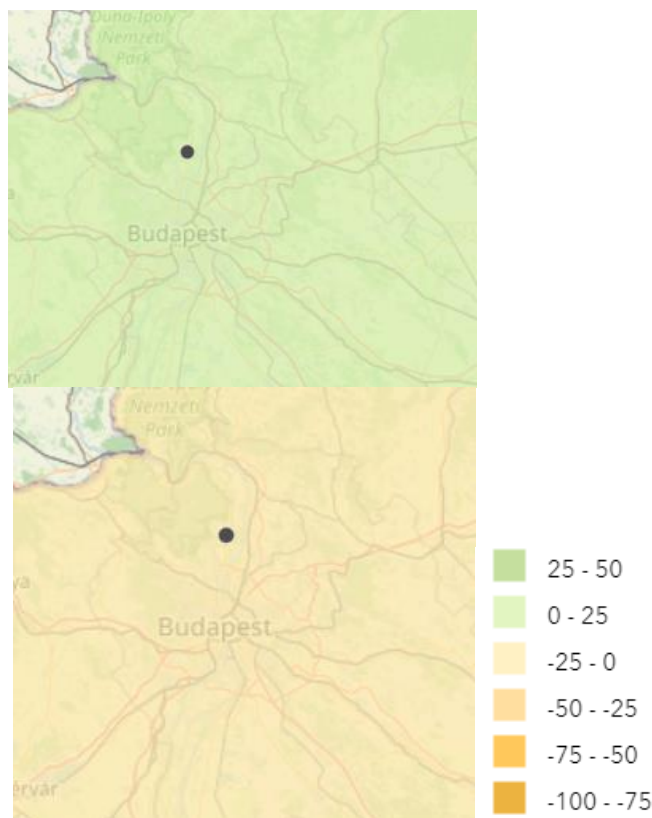 Duna-Ipoly
Nemzeti
Park
a
Budapest
rvár
Nemzeti
Park
ya
Budapest
érvár
25 - 50
0 - 25
-25 - 0
-50 - -25
-75 - -50
-100 - -75